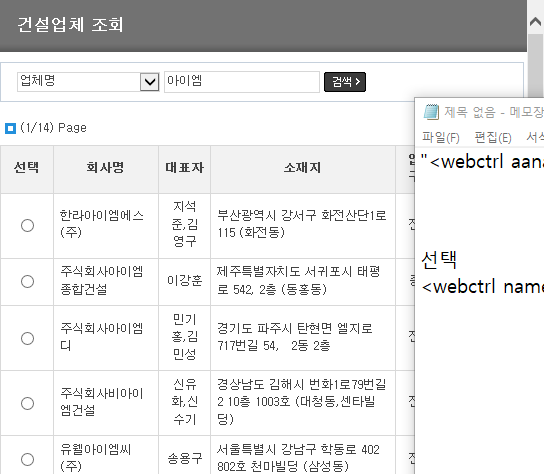 건설업체 조회
업체명 아이엠 검색
(1/14) Page
선택 회사명 대표자 소재지
한라아이엠에스
(주)
지석
준,김
영구
부산광역시 강서구 화전산단1로
115 (화전동)
주식회사아이엠
종합건설
이강훈
제주특별자치도 서귀포시 태평
로 542, 2층 (동홍동)
주식회사아이엠
디
민기
홍,김
민성
경기도 파주시 탄현면 엘지로
717번길 54, 2동 2층
주식회사비아이
엠건설
신유
화,신
수기
경상남도 김해시 번화1로79번길
2 10층 1003호 (대청동,센타빌
딩)
유웰아이엠씨
(주)
송용구
서울특별시 강남구 학동로 402
802호 천마빌딩 (삼성동)
제목 없음 - 메모장
파일(F) 편집(E) 서식
"<webctrl aana
선택
<webctrl name